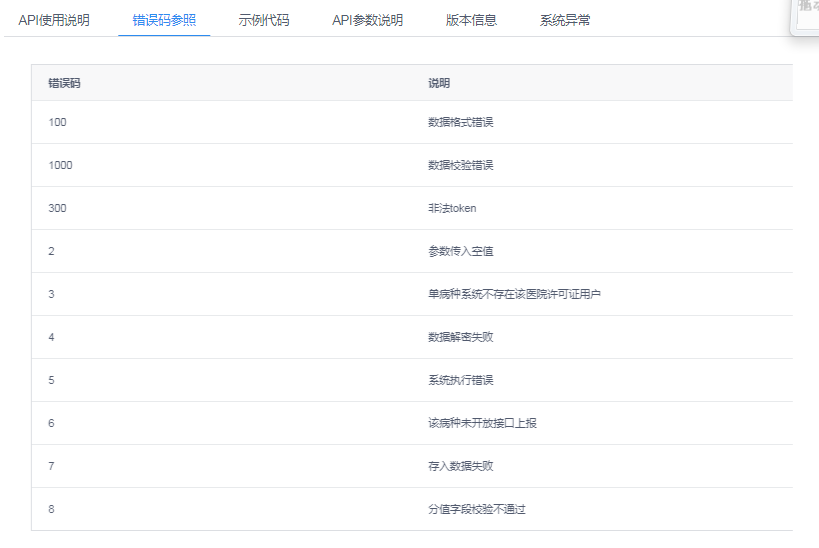 API使用说明 错误码参照 示例代码 API参数说明 版本信息 系统异常
错误码 说明
100 数据格式错误
1000 数据校验错误
300 非法token
2 参数传入空值
3 单病种系统不存在该医院许可证用户
4 数据解密失败
5 系统执行错误
6 该病种未开放接口上报
7 存入数据失败
8 分值字段校验不通过